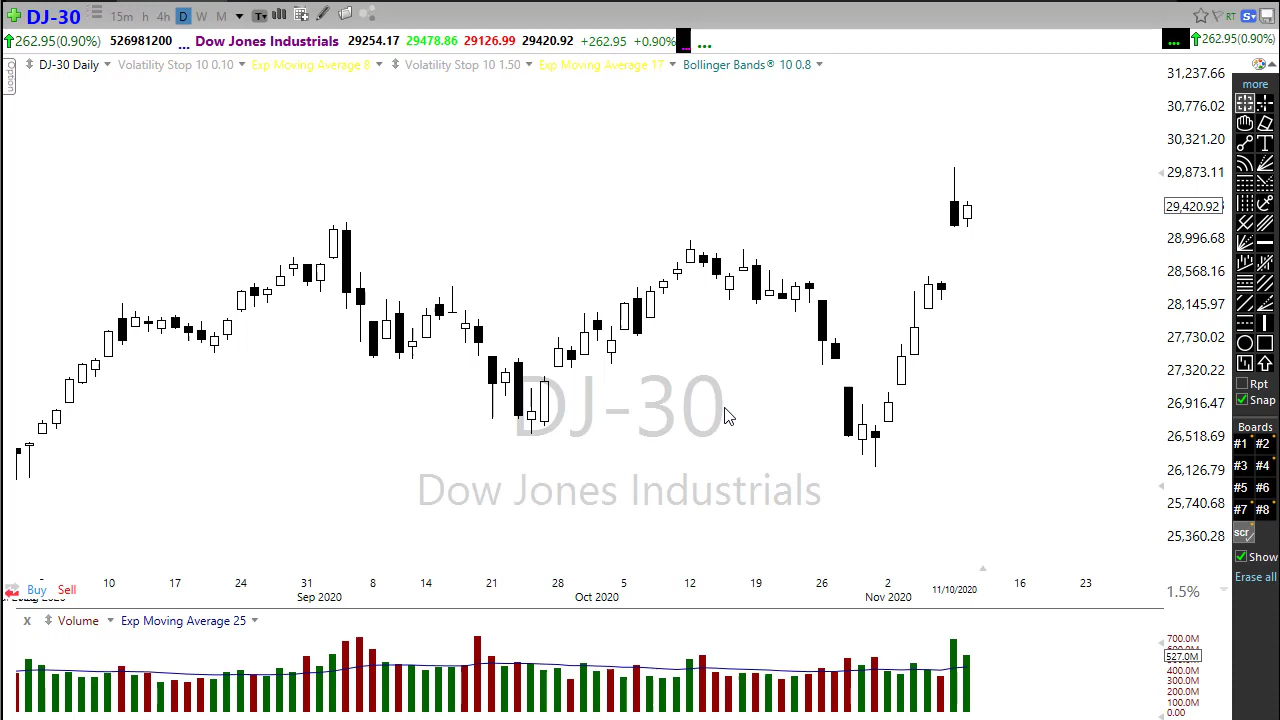 DJ-30 15m h 4h D W M T RT S
262.95(0.90%) 526981200 ... Dow Jones Industrials 29254.17 29478.86 29126.99 29420.92 +262.95 +0.90% ... ... 262.95(0.90%)
Option
DJ-30 Daily Volatility Stop 10 0.10 Exp Moving Average 8 Volatility Stop 10 1.50 Exp Moving Average 17 Bollinger Bands® 10 0.8
31,237.66
30,776.02
30,321.20
29,873.11
29,420.92
28,996.68
28,568.16
28,145.97
27,730.02
27,320.22
26,916.47
26,518.69
26,126.79
25,740.68
25,360.28
DJ-30
Dow Jones Industrials
more
T
Rpt
Snap
Boards
#1 #2
#3 #4
#5 #6
#7 #8
scr
Show
Erase all
Buy Sell
10 17 24 31 8 14 21 28 5 12 19 26 2 11/10/2020 16 23
Sep 2020 Oct 2020 Nov 2020
1.5%
x Volume Exp Moving Average 25
700.0M
527.0M
400.0M
300.0M
200.0M
100.0M
0.00